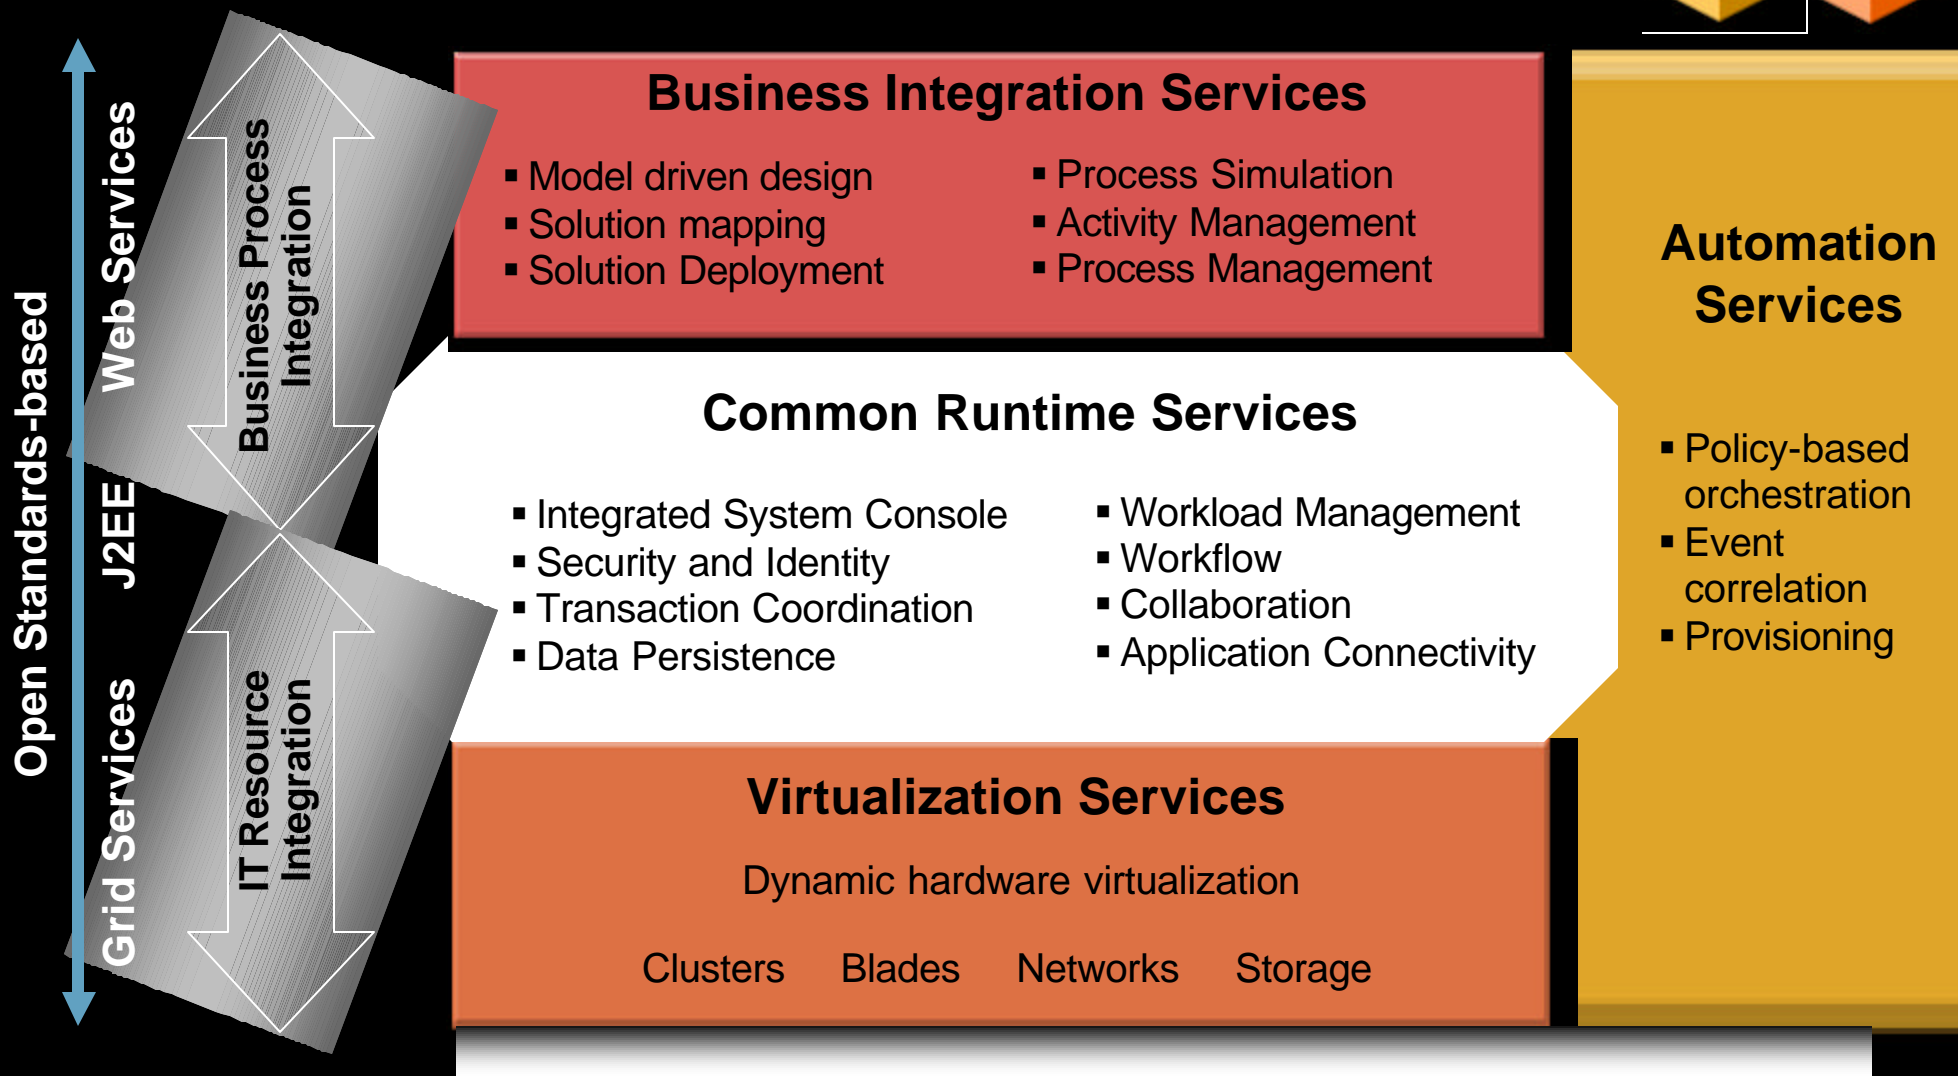 Open Standards-based
Web Services
J2EE
Grid Services
Business Process
Integration
IT Resource
Integration
Business Integration Services
▪ Model driven design
▪ Solution mapping
▪ Solution Deployment
▪ Process Simulation
▪ Activity Management
▪ Process Management
Common Runtime Services
▪ Integrated System Console
▪ Security and Identity
▪ Transaction Coordination
▪ Data Persistence
▪ Workload Management
▪ Workflow
▪ Collaboration
▪ Application Connectivity
Virtualization Services
Dynamic hardware virtualization
Clusters Blades Networks Storage
Automation
Services
▪ Policy-based
orchestration
▪ Event
correlation
▪ Provisioning